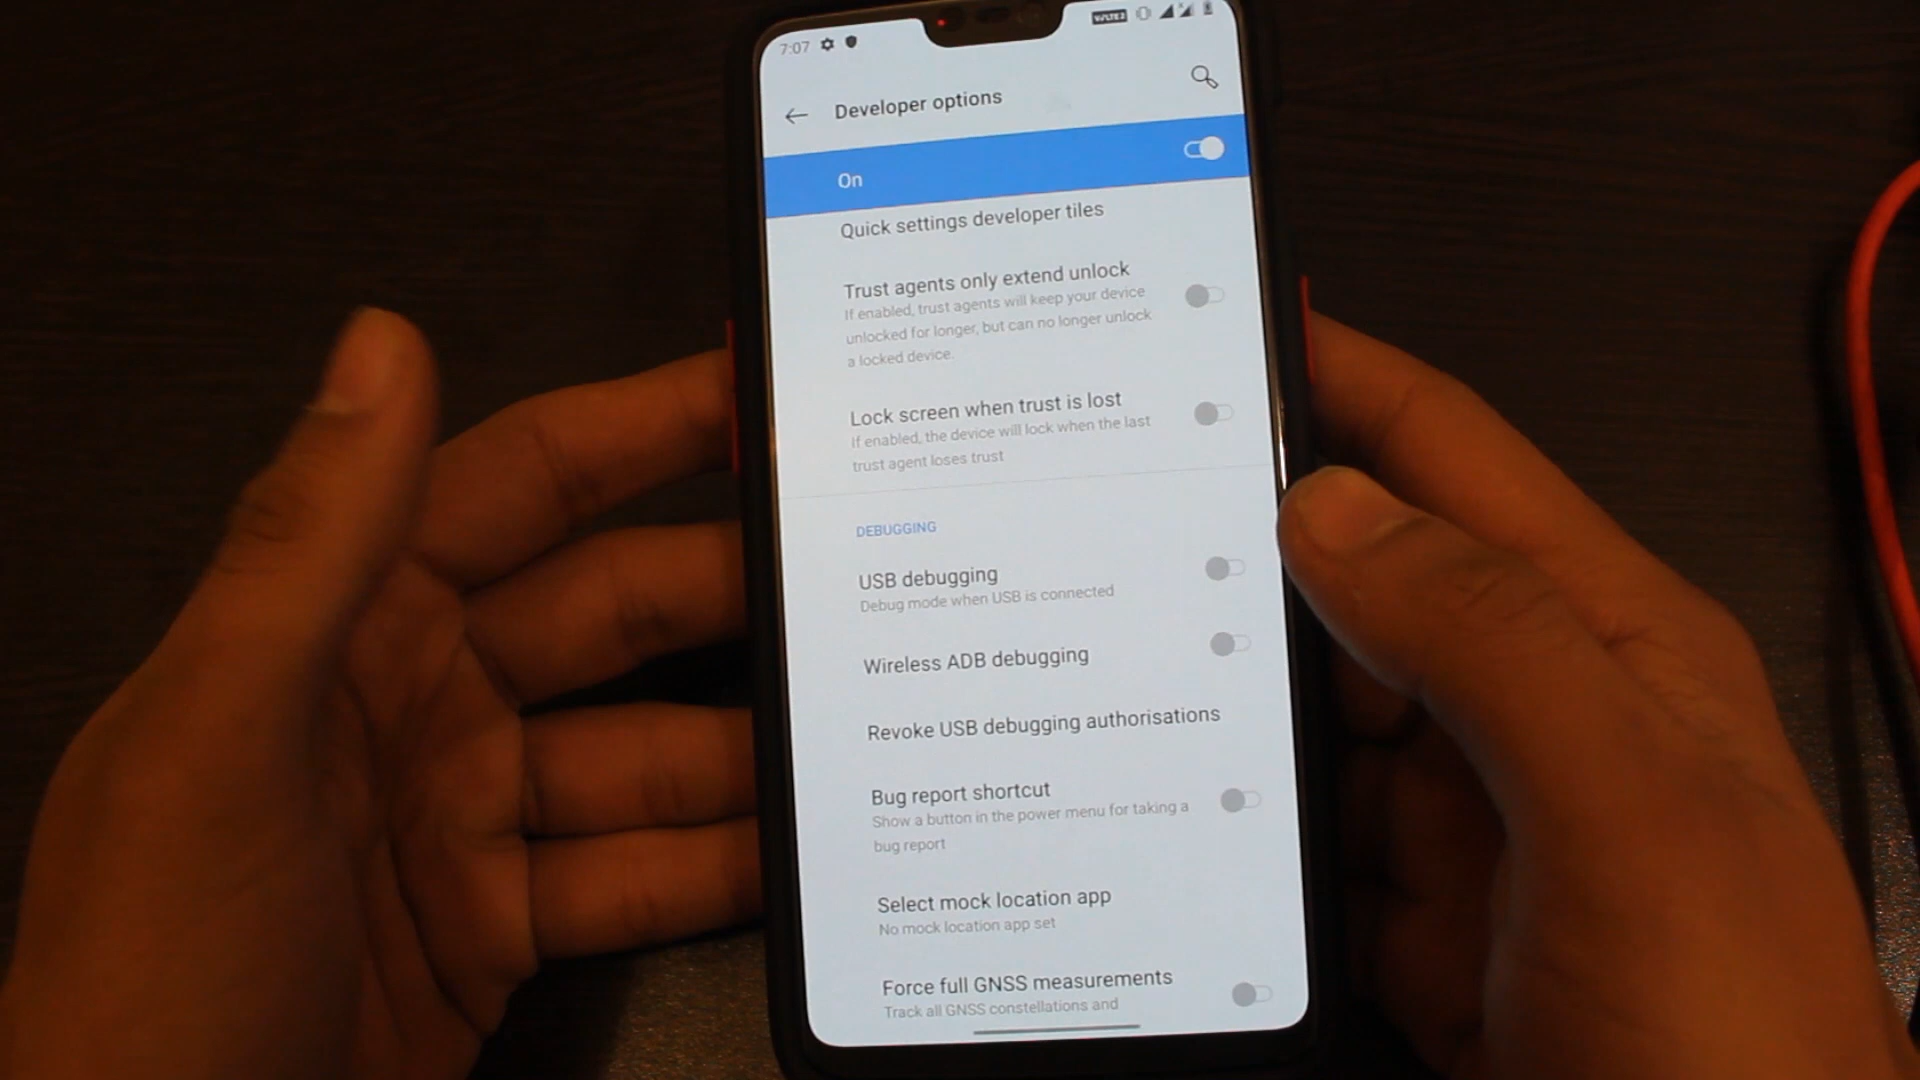 7:07
VoLTE2
Developer options
On
Quick settings developer tiles
Trust agents only extend unlock
If enabled, trust agents will keep your device
unlocked for longer, but can no longer unlock
a locked device.
Lock screen when trust is lost
If enabled, the device will lock when the last
trust agent loses trust
DEBUGGING
USB debugging
Debug mode when USB is connected
Wireless ADB debugging
Revoke USB debugging authorisations
Bug report shortcut
Show a button in the power menu for taking a
bug report
Select mock location app
No mock location app set
Force full GNSS measurements
Track all GNSS constellations and